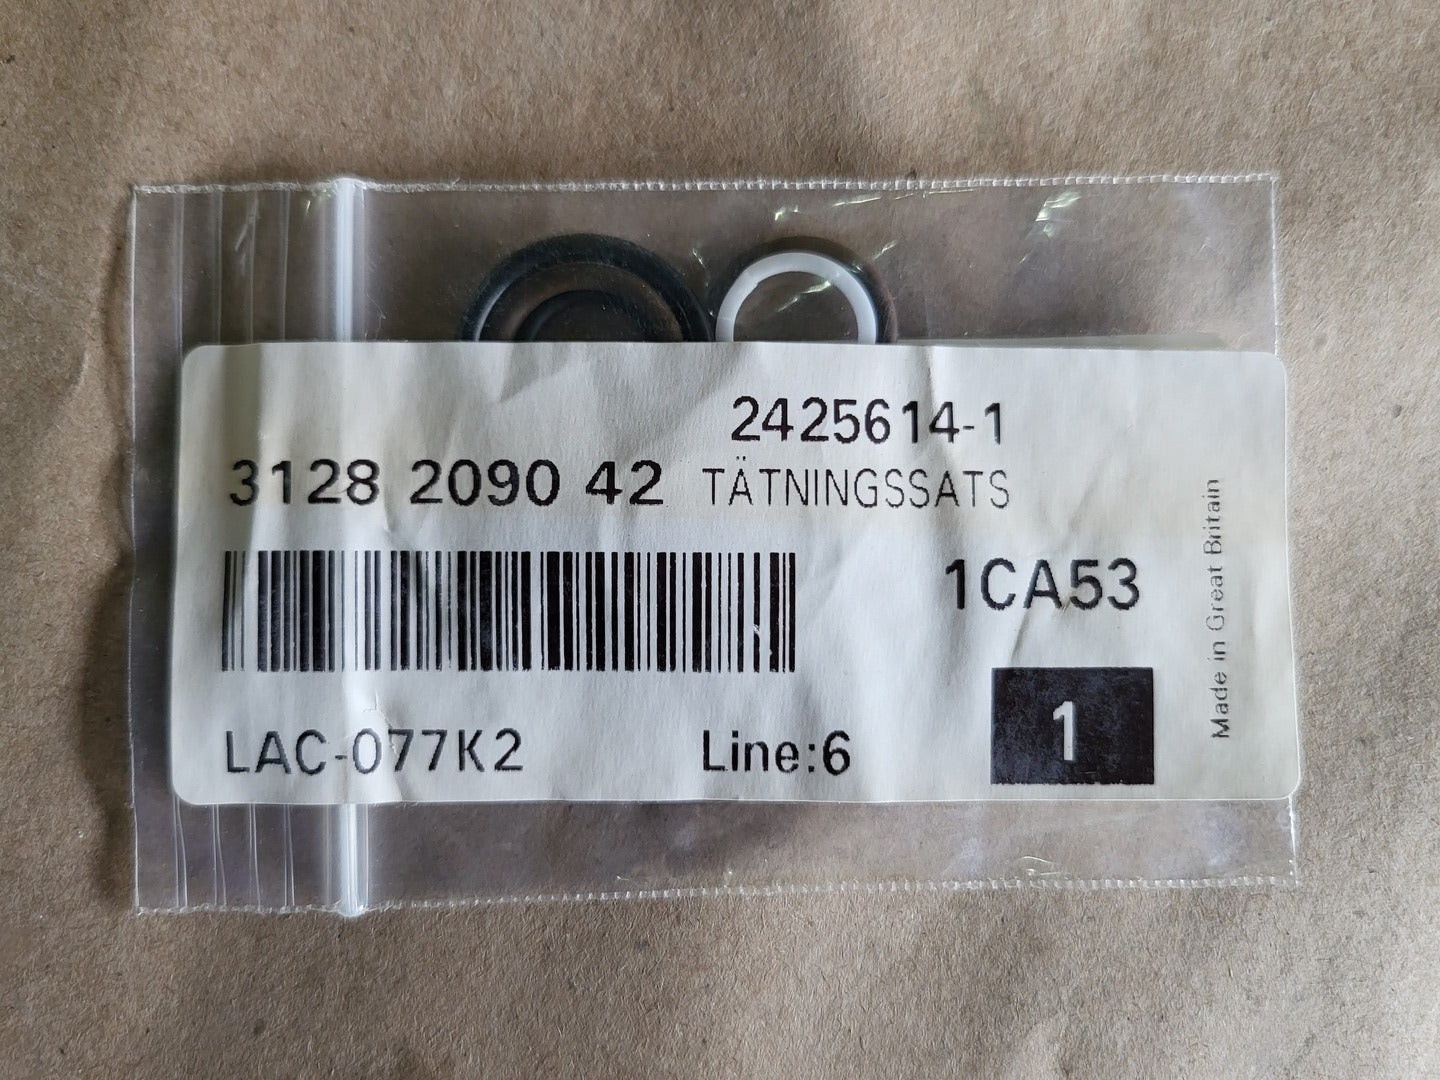 2425614-1
3128 2090 42 TÄTNINGSSATS
1CA53
LAC-077K2 Line:6
1
Made in Great Britain